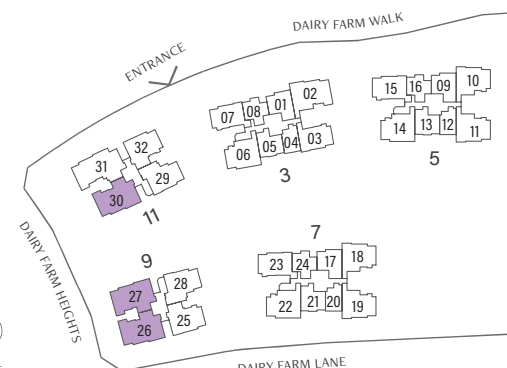 DAIRY FARM WALK
ENTRANCE
02
07 08 01
06 05 04 03
3
15 16 09 10
14 13 12 11
5
32
31
29
30
11
DAIRY FARM HEIGHTS
9
28
27
25
26
7
18
23 24 17
22 21 20 19
DAIRY FARM LANE